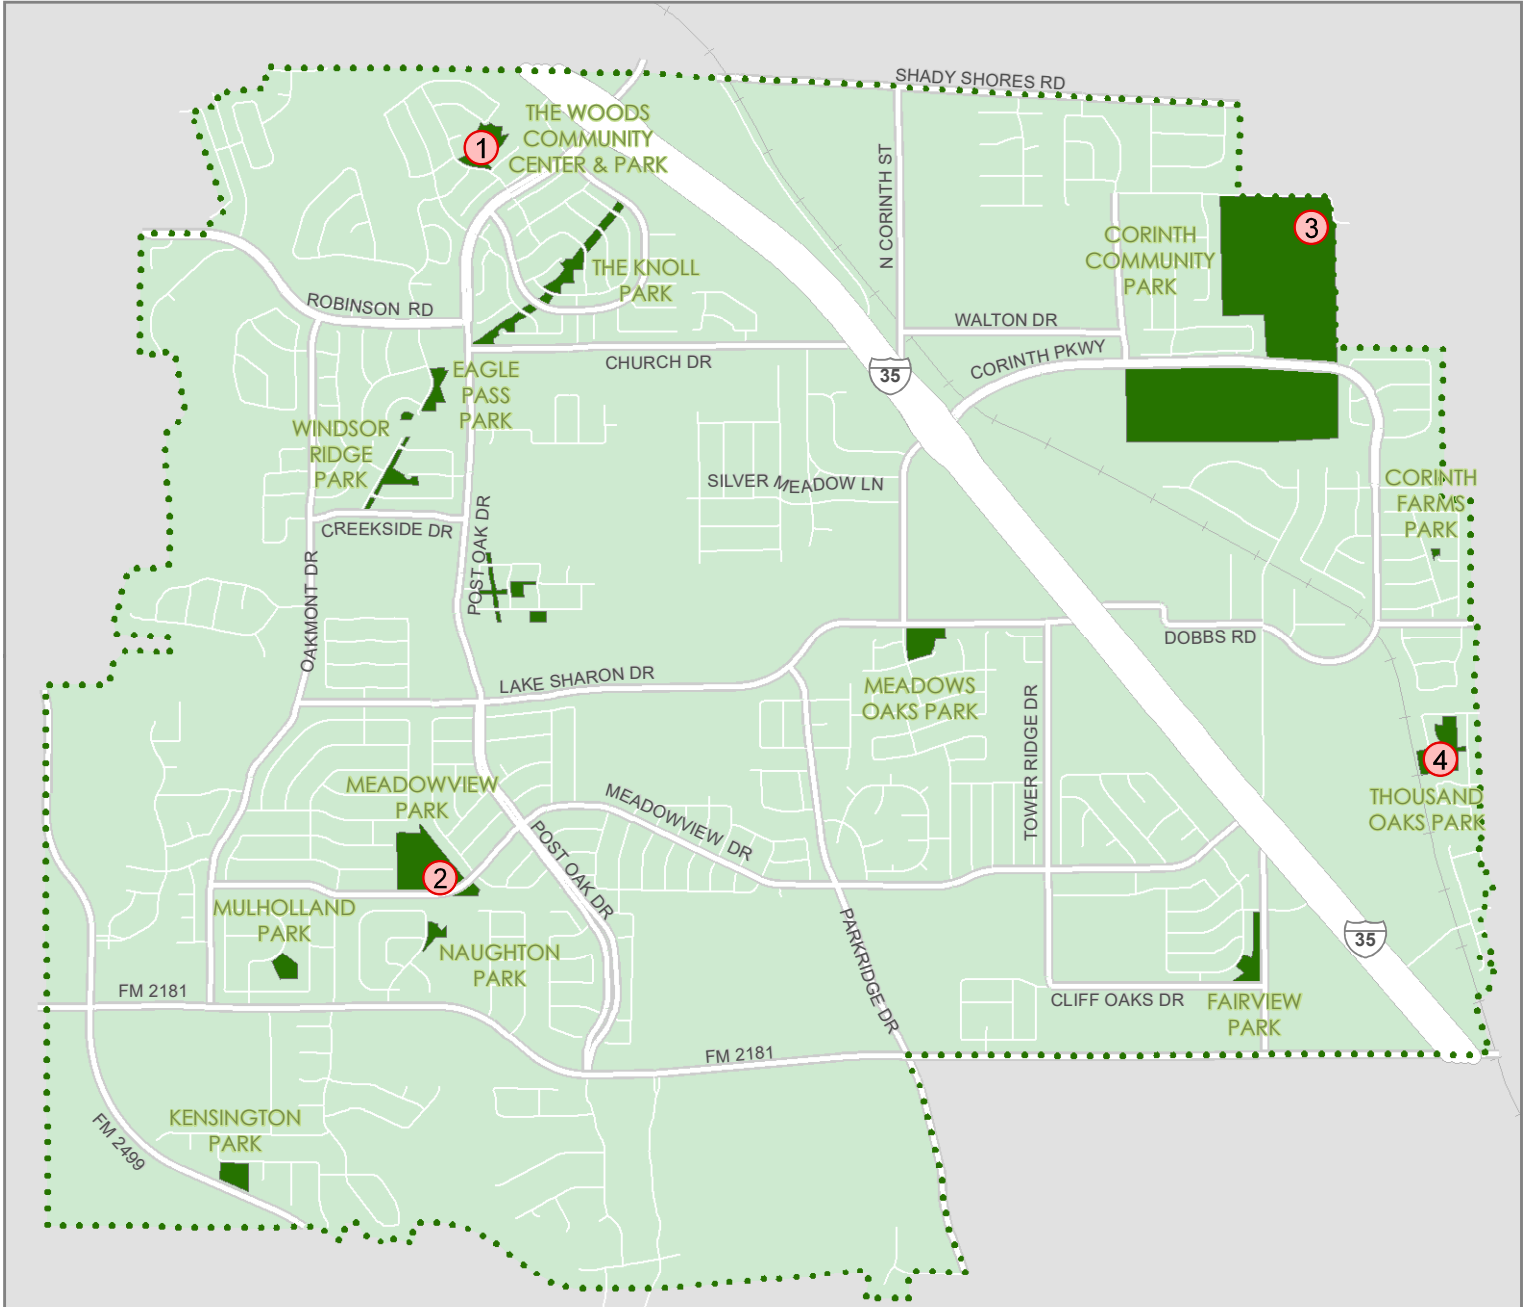 SHADY SHORES RD
THE WOODS
COMMUNITY
CENTER & PARK
1
N CORINTH ST
3
CORINTH
COMMUNITY
PARK
THE KNOLL
PARK
ROBINSON RD
WALTON DR
CORINTH PKWY
CHURCH DR
35
EAGLE
PASS
PARK
WINDSOR
RIDGE
PARK
SILVER MEADOW LN
CORINTH
FARMS
PARK
CREEKSIDE DR
POST OAK DR
OAKMONT DR
DOBBS RD
LAKE SHARON DR
MEADOWS
OAKS PARK
TOWER RIDGE DR
4
THOUSAND
OAKS PARK
MEADOWVIEW
PARK
MEADOWVIEW DR
POST OAK DR
2
MULHOLLAND
PARK
NAUGHTON
PARK
PARKRIDGE DR
35
FM 2181
CLIFF OAKS DR
FAIRVIEW
PARK
FM 2181
KENSINGTON
PARK
FM 2499